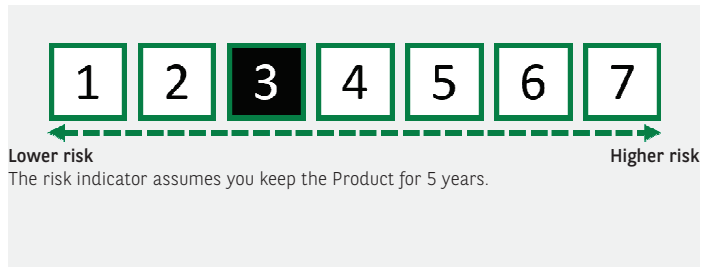 1 2 3 4 5 6 7
Lower risk Higher risk
The risk indicator assumes you keep the Product for 5 years.